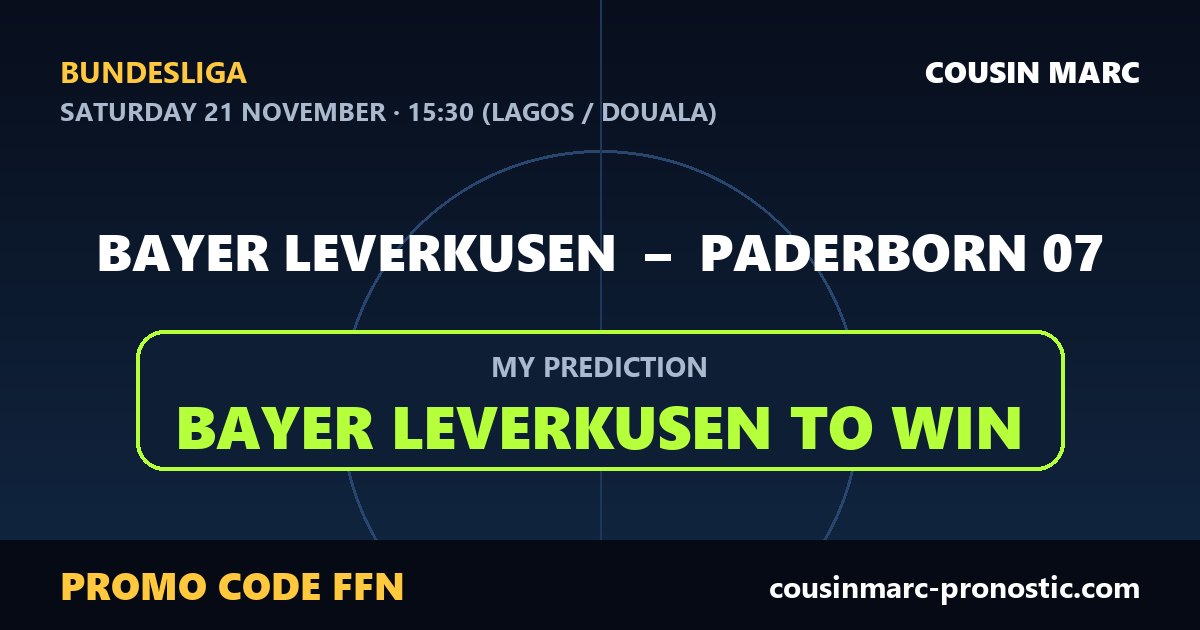 BUNDESLIGA
COUSIN MARC
SATURDAY 21 NOVEMBER · 15:30 (LAGOS / DOUALA)
BAYER LEVERKUSEN – PADERBORN 07
MY PREDICTION
BAYER LEVERKUSEN TO WIN
PROMO CODE FFN
cousinmarc-pronostic.com